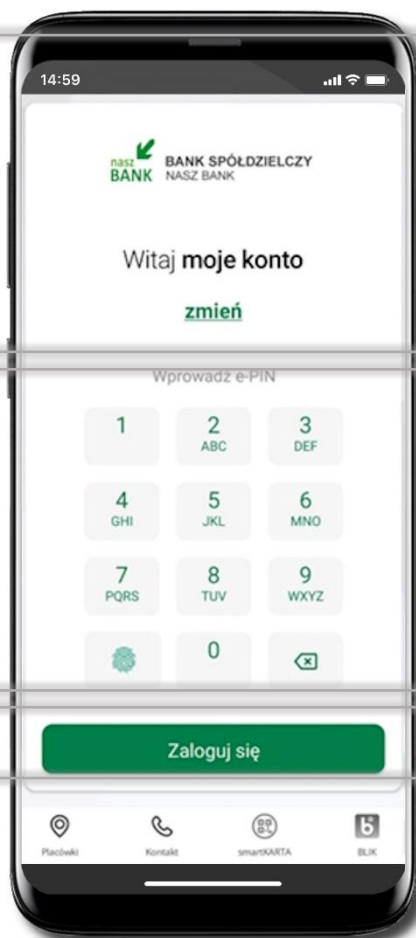 14:59
nasz
BANK
BANK SPÓŁDZIELCZY
NASZ BANK
Witaj moje konto
zmień
Wprowadź e-PIN
1
2
ABC
3
DEF
4
GHI
5
JKL
6
MNO
7
PQRS
8
TUV
9
WXYZ
0
Zaloguj się
Placówki
Kontakt
smartKARTA
BLIK